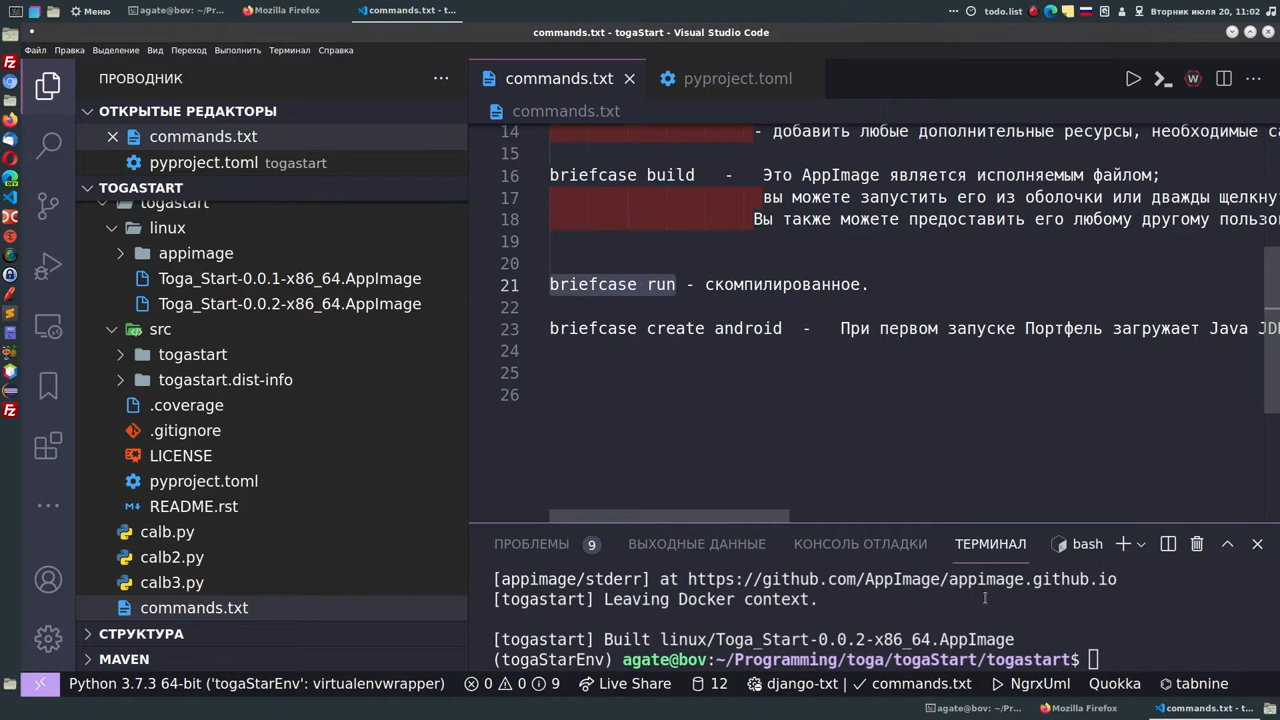 Меню
agate@bov: ~/Pr...
Mozilla Firefox
commands.txt - t...
todo.list
Вторник июля 20, 11:02
commands.txt - togaStart - Visual Studio Code
Файл Правка Выделение Вид Переход Выполнить Терминал Справка
ПРОВОДНИК
ОТКРЫТЫЕ РЕДАКТОРЫ
commands.txt
pyproject.toml togastart
TOGASTART
togastart
linux
appimage
Toga_Start-0.0.1-x86_64.AppImage
Toga_Start-0.0.2-x86_64.AppImage
src
togastart
togastart.dist-info
.coverage
.gitignore
LICENSE
pyproject.toml
README.rst
calb.py
calb2.py
calb3.py
commands.txt
СТРУКТУРА
MAVEN
commands.txt
pyproject.toml
commands.txt
14 - добавить любые дополнительные ресурсы, необходимые са
15
16 briefcase build - Это AppImage является исполняемым файлом;
17 вы можете запустить его из оболочки или дважды щелкну
18 Вы также можете предоставить его любому другому пользо
19
20
21 briefcase run - скомпилированное.
22
23 briefcase create android - При первом запуске Портфель загружает Java JD
24
25
26
ПРОБЛЕМЫ 9 ВЫХОДНЫЕ ДАННЫЕ КОНСОЛЬ ОТЛАДКИ ТЕРМИНАЛ bash
[appimage/stderr] at https://github.com/AppImage/appimage.github.io
[togastart] Leaving Docker context.
[togastart] Built linux/Toga_Start-0.0.2-x86_64.AppImage
(togaStarEnv) agate@bov:~/Programming/toga/togaStart/togastart$
Python 3.7.3 64-bit ('togaStarEnv': virtualenvwrapper) 0 0 9 Live Share 12 django-txt | ✓ commands.txt NgrxUml Quokka tabnine
agate@bov: ~/Pr...
Mozilla Firefox
commands.txt - t...